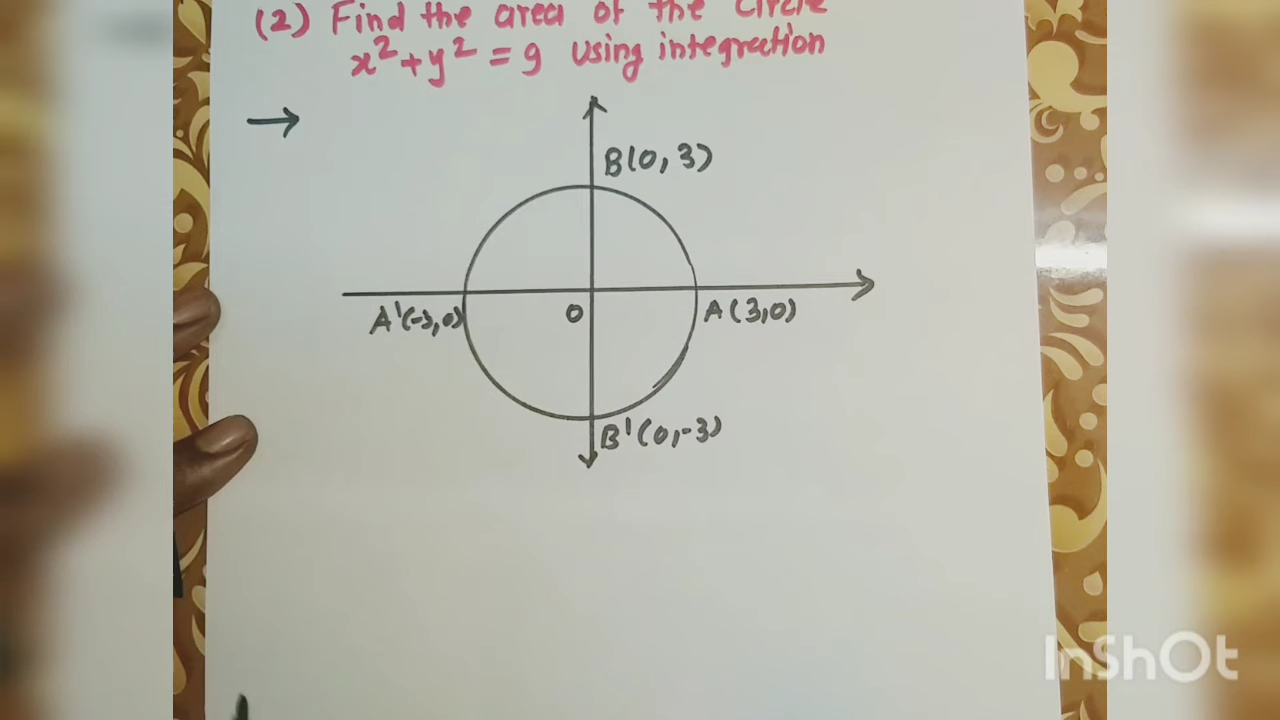 (2) Find the area of the circle
x²+y² = 9 using integration
→
B(0, 3)
A'(-3,0)
O
A(3,0)
B'(0,-3)
InShOt